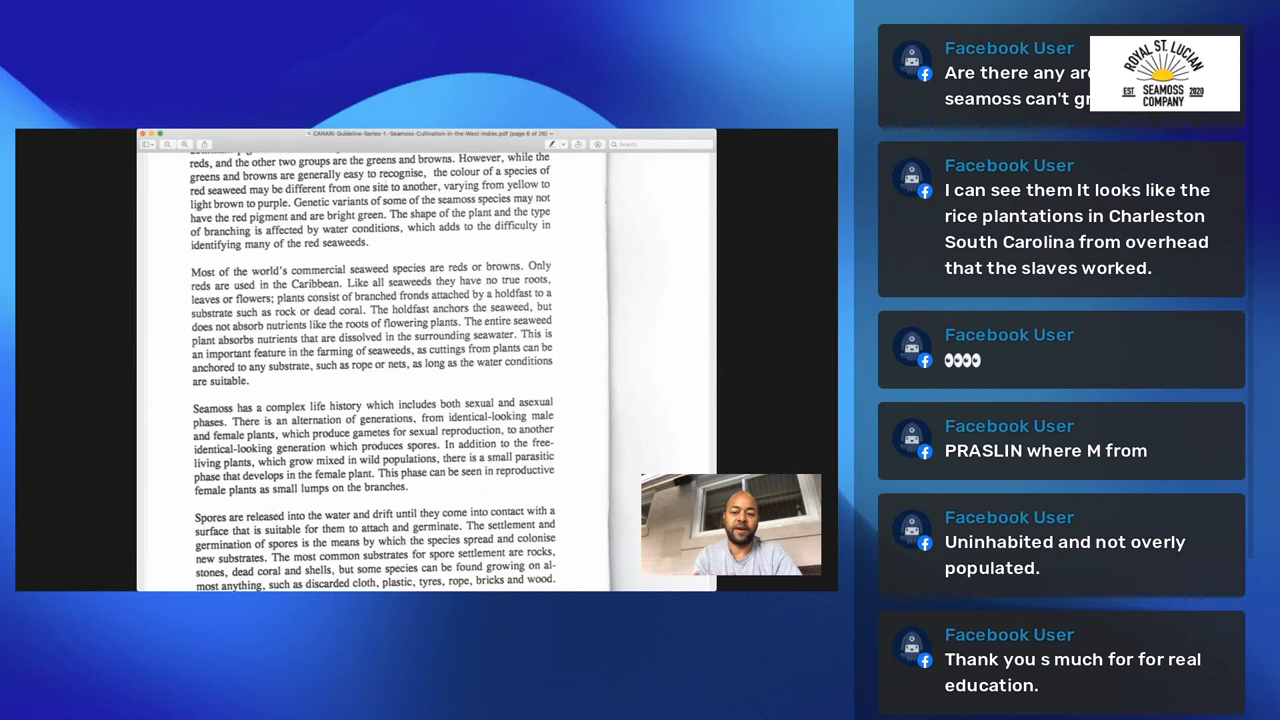 CANARI-Guideline-Series-1.-Seamoss-Cultivation-in-the-West-Indies.pdf (page 6 of 26)
Search
reds, and the other two groups are the greens and browns. However, while the
greens and browns are generally easy to recognise, the colour of a species of
red seaweed may be different from one site to another, varying from yellow to
light brown to purple. Genetic variants of some of the seamoss species may not
have the red pigment and are bright green. The shape of the plant and the type
of branching is affected by water conditions, which adds to the difficulty in
identifying many of the red seaweeds.
Most of the world's commercial seaweed species are reds or browns. Only
reds are used in the Caribbean. Like all seaweeds they have no true roots,
leaves or flowers; plants consist of branched fronds attached by a holdfast to a
substrate such as rock or dead coral. The holdfast anchors the seaweed, but
does not absorb nutrients like the roots of flowering plants. The entire seaweed
plant absorbs nutrients that are dissolved in the surrounding seawater. This is
an important feature in the farming of seaweeds, as cuttings from plants can be
anchored to any substrate, such as rope or nets, as long as the water conditions
are suitable.
Seamoss has a complex life history which includes both sexual and asexual
phases. There is an alternation of generations, from identical-looking male
and female plants, which produce gametes for sexual reproduction, to another
identical-looking generation which produces spores. In addition to the free-
living plants, which grow mixed in wild populations, there is a small parasitic
phase that develops in the female plant. This phase can be seen in reproductive
female plants as small lumps on the branches.
Spores are released into the water and drift until they come into contact with a
surface that is suitable for them to attach and germinate. The settlement and
germination of spores is the means by which the species spread and colonise
new substrates. The most common substrates for spore settlement are rocks,
stones, dead coral and shells, but some species can be found growing on al-
most anything, such as discarded cloth, plastic, tyres, rope, bricks and wood.
Facebook User
Are there any
seamoss can't
ROYAL ST. LUCIAN
EST 2020
SEAMOSS
COMPANY
Facebook User
I can see them It looks like the
rice plantations in Charleston
South Carolina from overhead
that the slaves worked.
Facebook User
👀👀
Facebook User
PRASLIN where M from
Facebook User
Uninhabited and not overly
populated.
Facebook User
Thank you s much for for real
education.